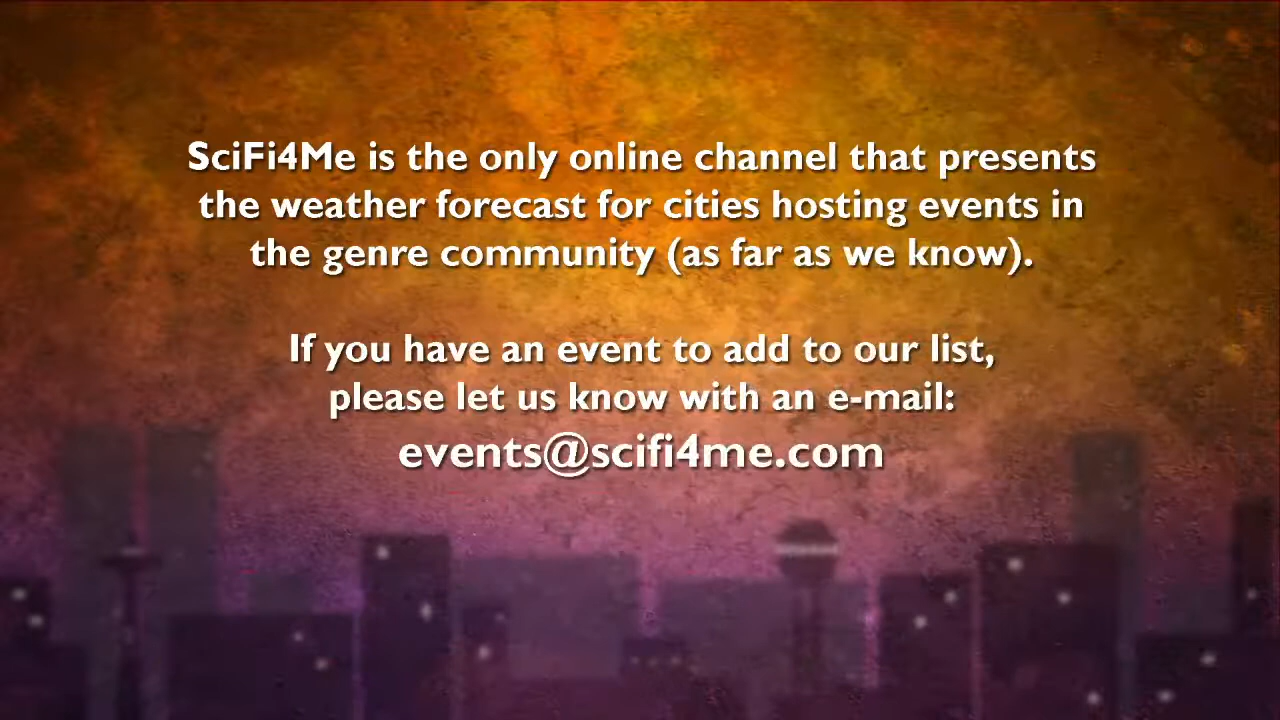 SciFi4Me is the only online channel that presents
the weather forecast for cities hosting events in
the genre community (as far as we know).
If you have an event to add to our list,
please let us know with an e-mail:
events@scifi4me.com